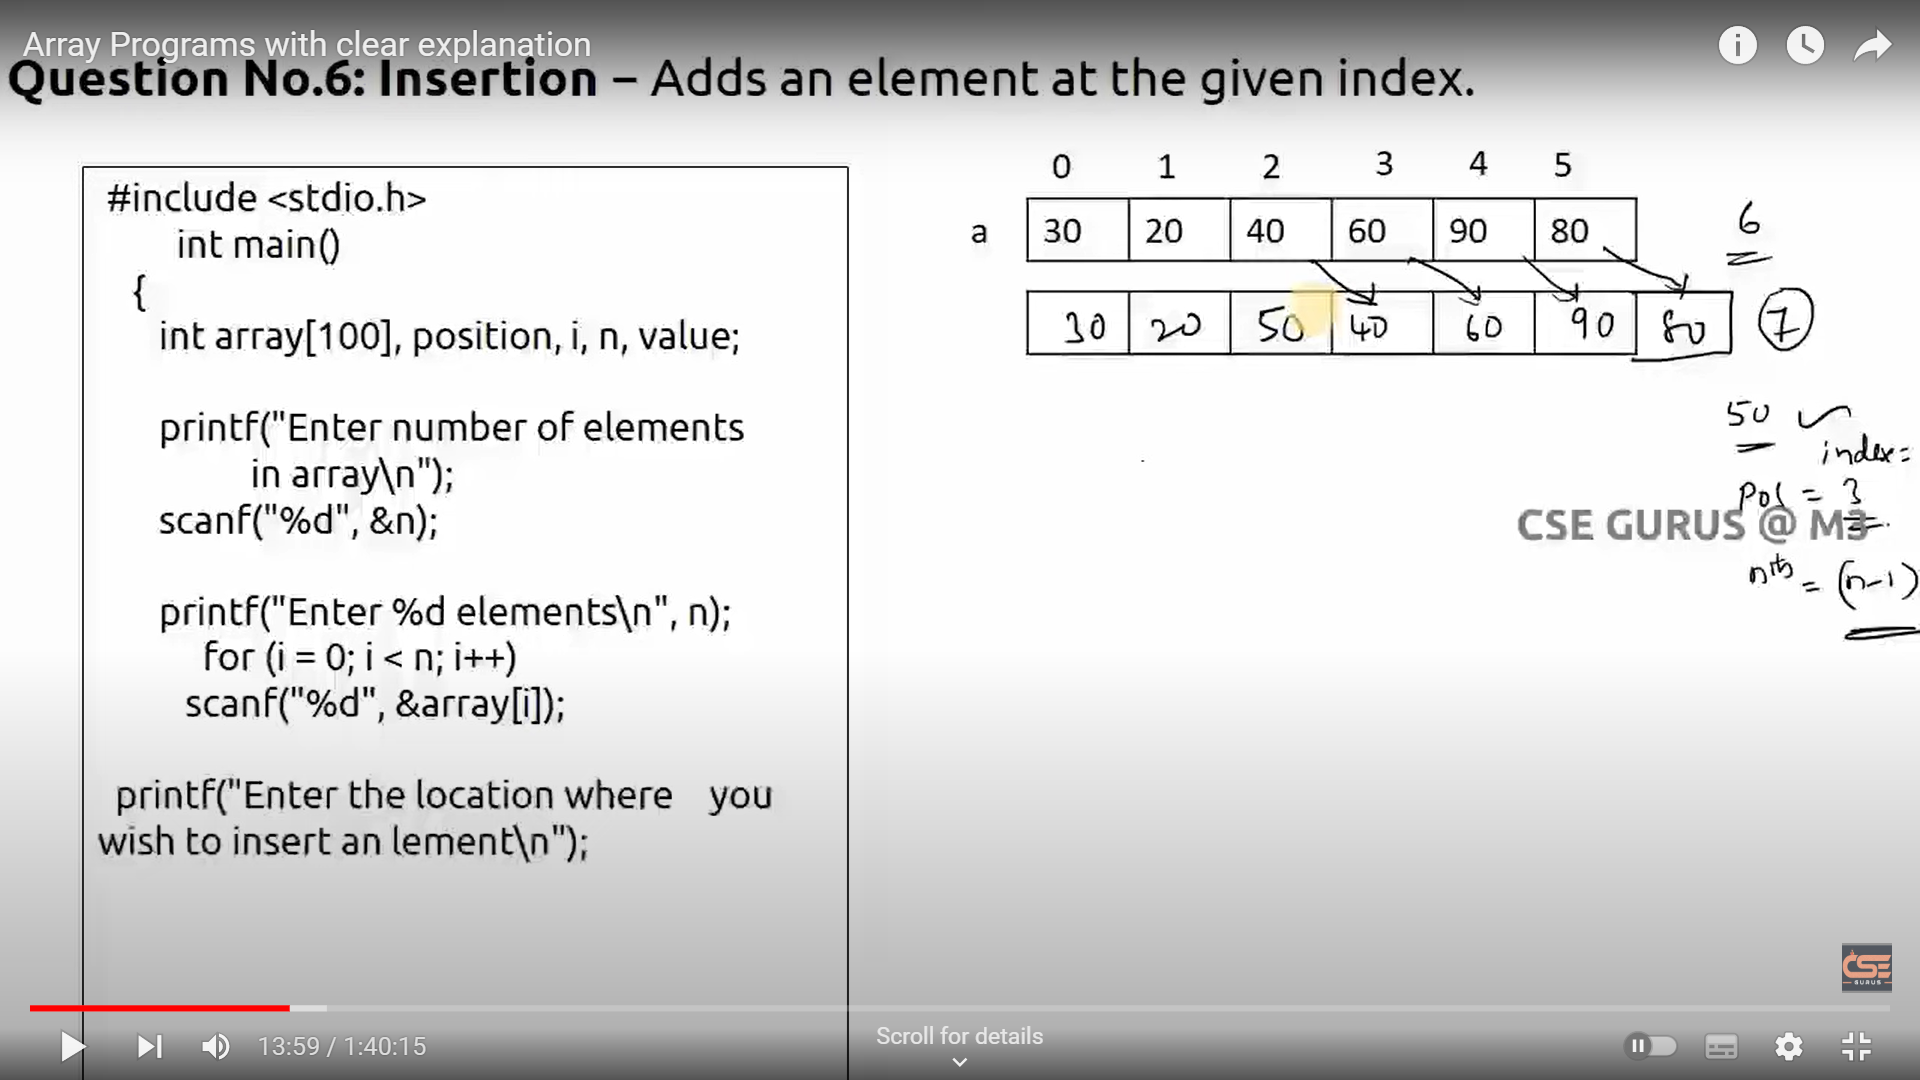 Array Programs with clear explanation
Question No.6: Insertion – Adds an element at the given index.
#include <stdio.h>
int main()
{
int array[100], position, i, n, value;
printf("Enter number of elements
in array\n");
scanf("%d", &n);
printf("Enter %d elements\n", n);
for (i = 0; i < n; i++)
scanf("%d", &array[i]);
printf("Enter the location where you
wish to insert an lement\n");
0 1 2 3 4 5
a 30 20 40 60 90 80 6
30 20 50 40 60 90 80 7
50
index=
pos = 3
CSE GURUS @ M3
nth = (n-1)
CSE
GURUS
13:59 / 1:40:15
Scroll for details